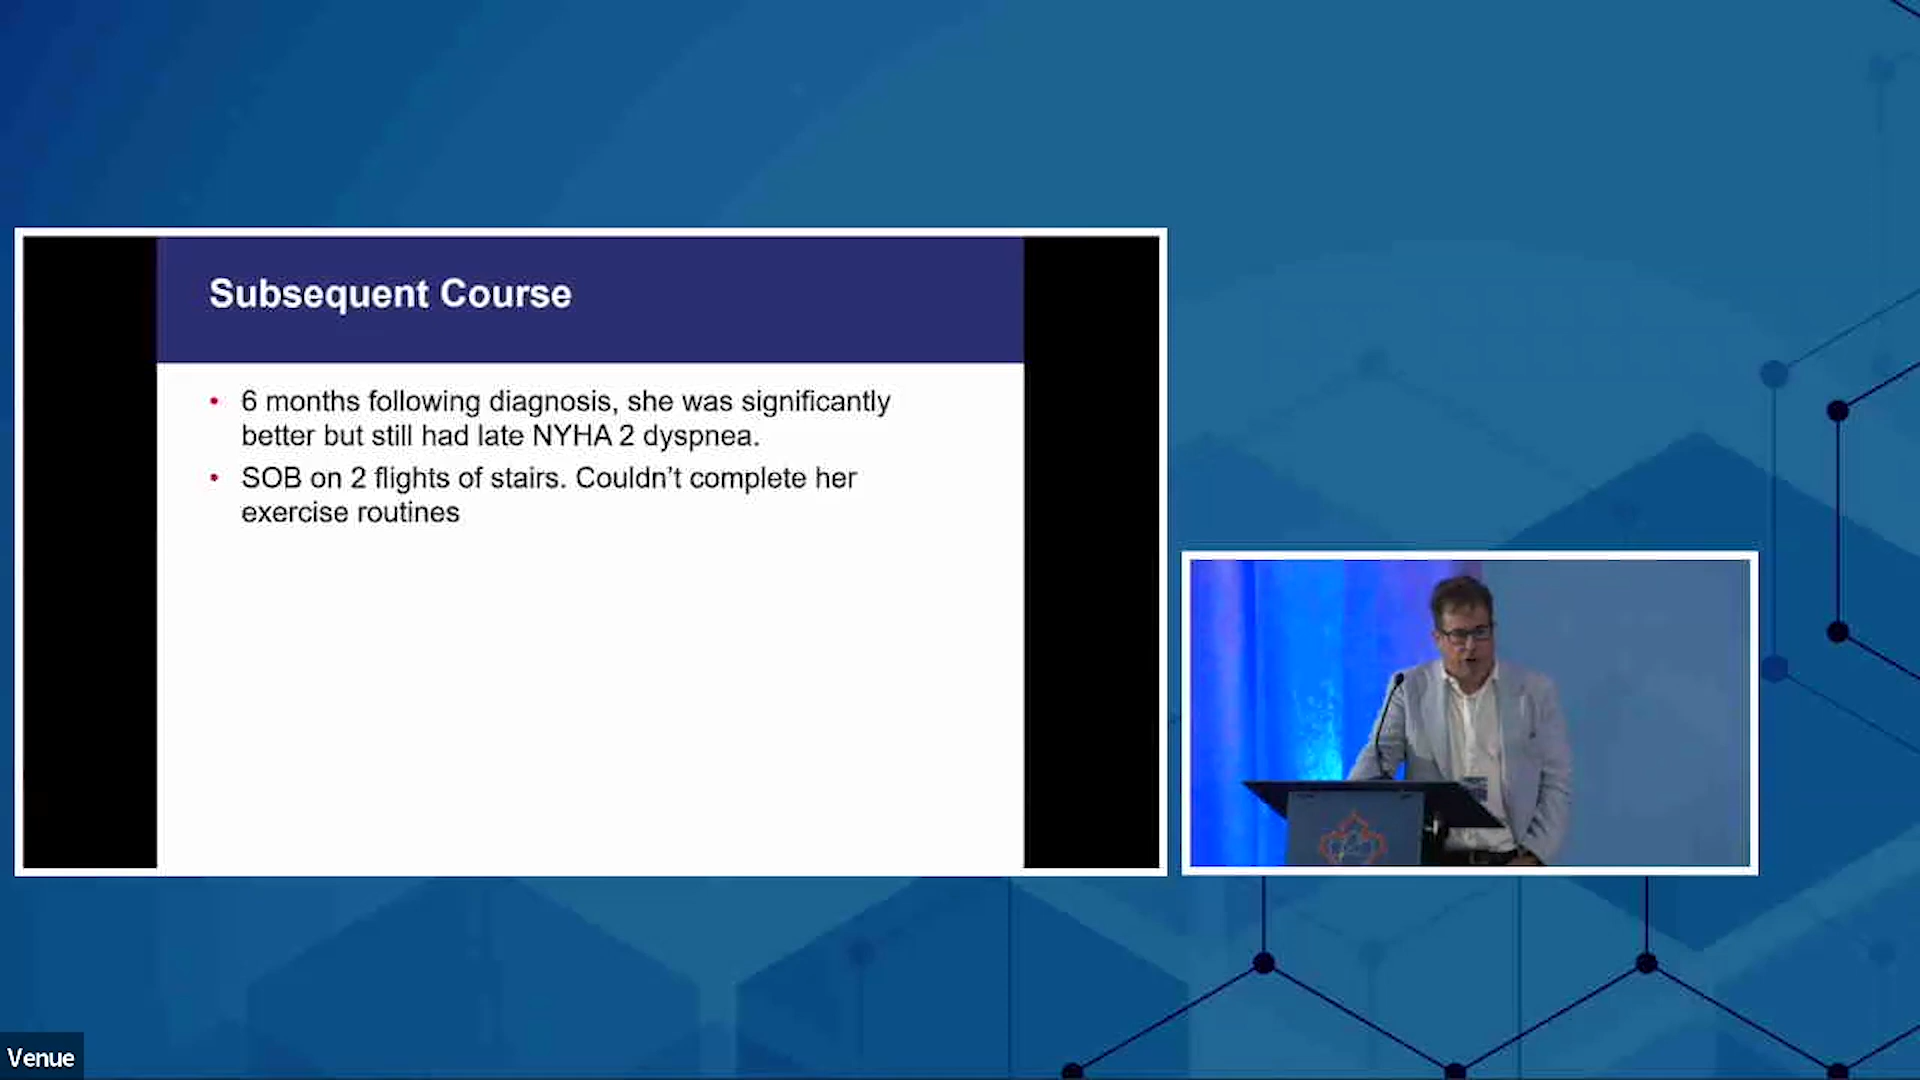 Subsequent Course
• 6 months following diagnosis, she was significantly
better but still had late NYHA 2 dyspnea.
• SOB on 2 flights of stairs. Couldn’t complete her
exercise routines
Venue